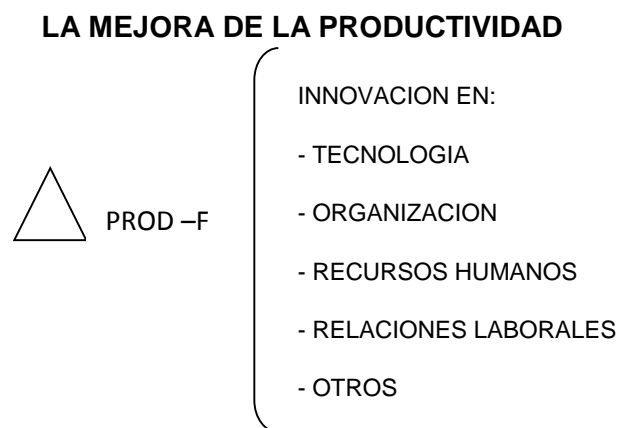 LA MEJORA DE LA PRODUCTIVIDAD
INNOVACION EN:
- TECNOLOGIA
PROD –F
- ORGANIZACION
- RECURSOS HUMANOS
- RELACIONES LABORALES
- OTROS